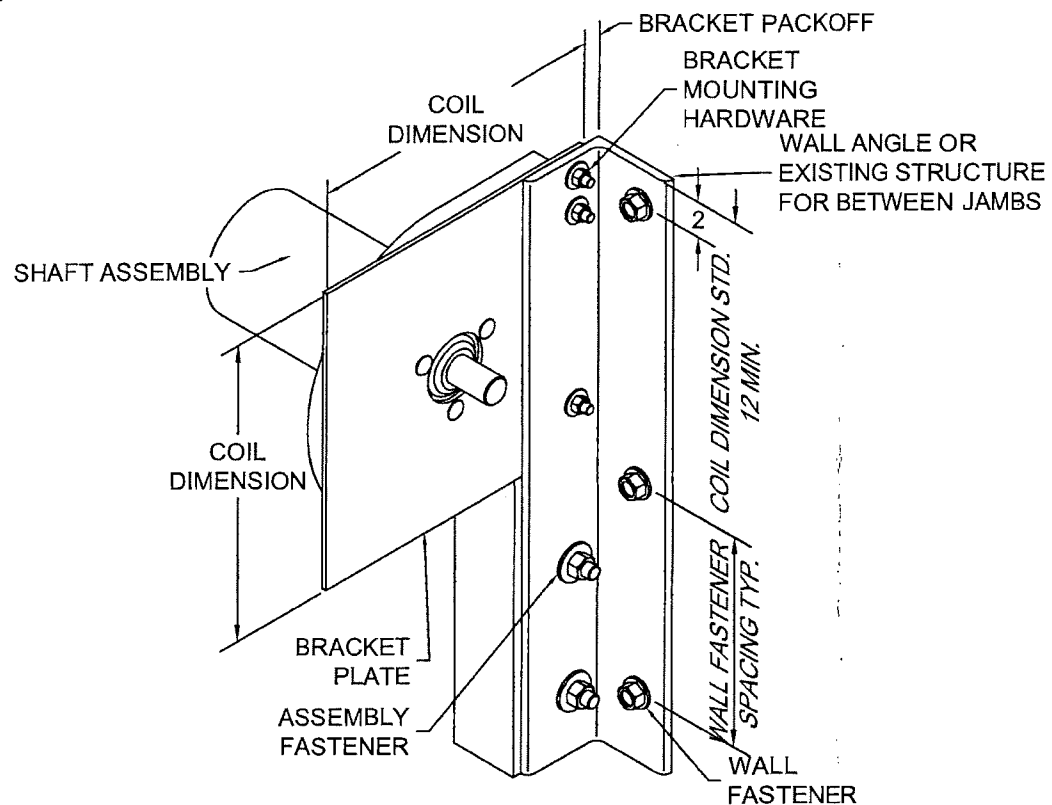 BRACKET PACKOFF
BRACKET
MOUNTING
HARDWARE
COIL
DIMENSION
WALL ANGLE OR
EXISTING STRUCTURE
FOR BETWEEN JAMBS
2
SHAFT ASSEMBLY
COIL DIMENSION STD.
12 MIN.
COIL
DIMENSION
WALL FASTENER
SPACING TYP.
BRACKET
PLATE
ASSEMBLY
FASTENER
WALL
FASTENER